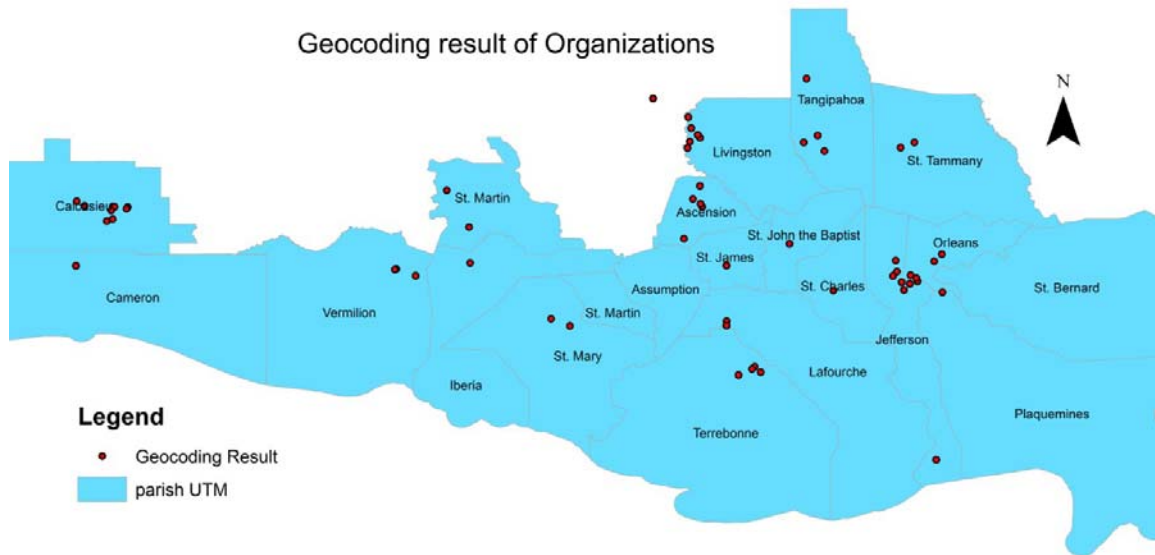 Geocoding result of Organizations
N
Tangipahoa
Livingston
St. Tammany
Calcasieu
St. Martin
Ascension
St. John the Baptist
Orleans
St. James
Cameron
Vermilion
Assumption
St. Charles
St. Bernard
St. Martin
St. Mary
Jefferson
Iberia
Lafourche
Plaquemines
Legend
Terrebonne
Geocoding Result
parish UTM